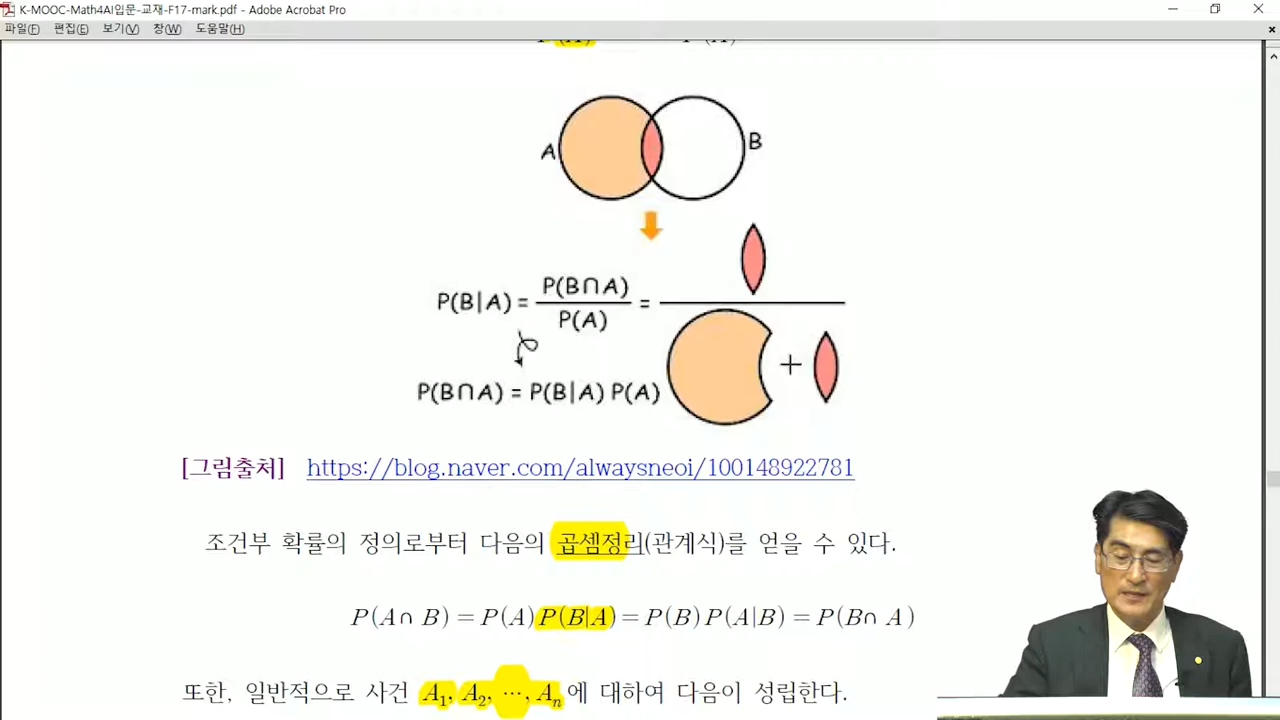 K-MOOC-Math4AI입문-교재-F17-mark.pdf - Adobe Acrobat Pro
파일(F) 편집(E) 보기(V) 창(W) 도움말(H)
A
B
P(B|A) = P(B∩A) / P(A) =
+
P(B∩A) = P(B|A) P(A)
[그림출처] https://blog.naver.com/alwaysneoi/100148922781
조건부 확률의 정의로부터 다음의 곱셈정리(관계식)를 얻을 수 있다.
P(A∩ B) = P(A)P(B|A) = P(B)P(A|B) = P(B∩ A)
또한, 일반적으로 사건 A₁, A₂, ⋯, Aₙ에 대하여 다음이 성립한다.